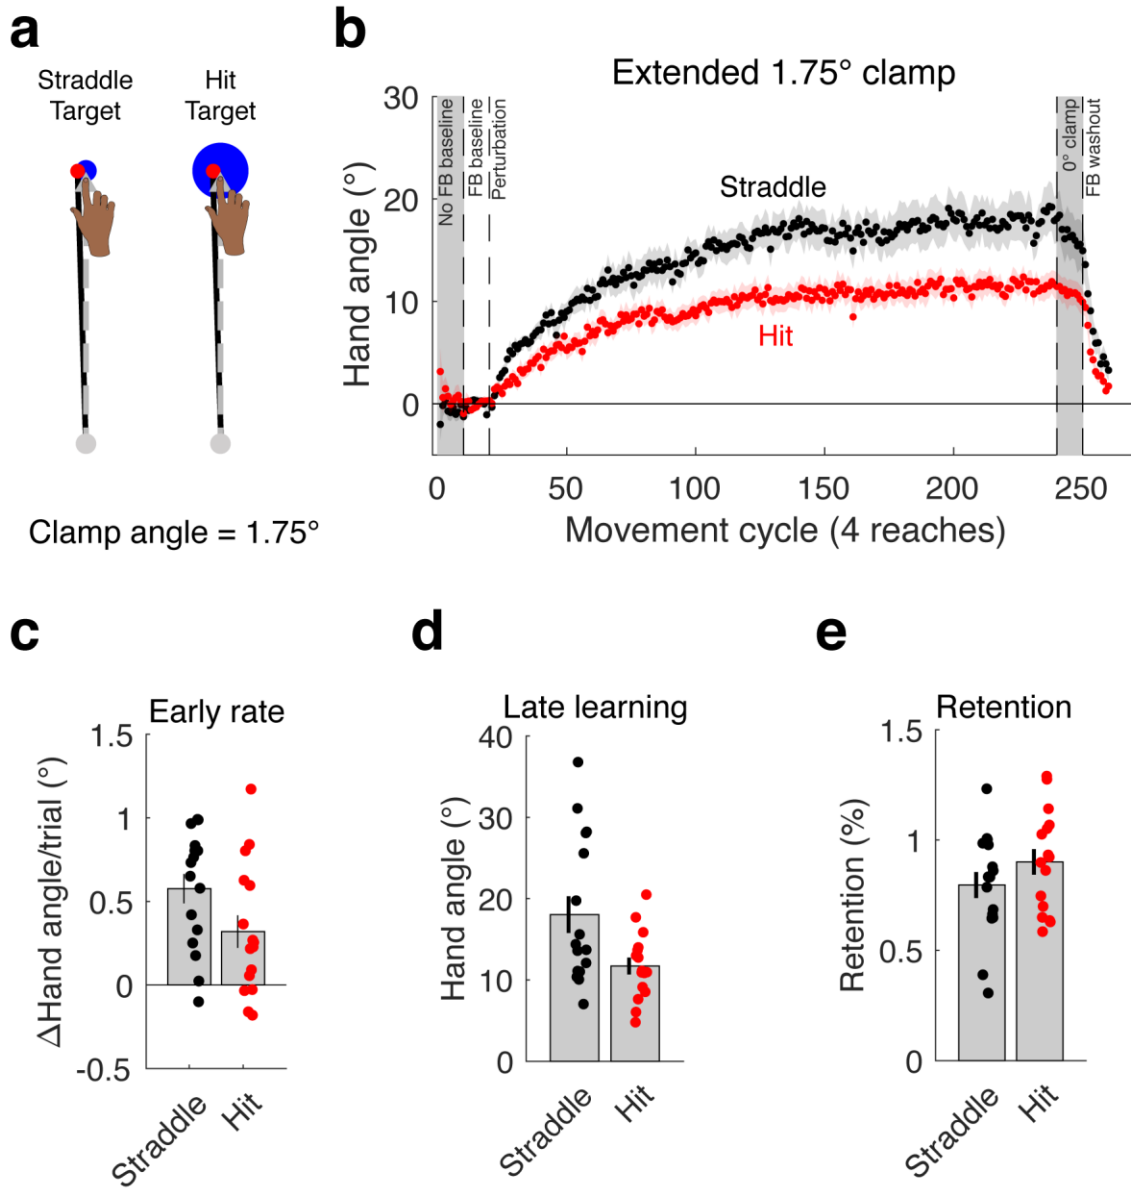 a
Straddle
Target
Hit
Target
Clamp angle = 1.75°
b
Extended 1.75° clamp
Hand angle (°)
30
20
10
0
No FB baseline
FB baseline
Perturbation
Straddle
Hit
0° clamp
FB washout
0
50
100
150
200
250
Movement cycle (4 reaches)
c
Early rate
ΔHand angle/trial (°)
1.5
1
0.5
0
-0.5
Straddle
Hit
d
Late learning
Hand angle (°)
40
30
20
10
0
Straddle
Hit
e
Retention
Retention (%)
1.5
1
0.5
0
Straddle
Hit